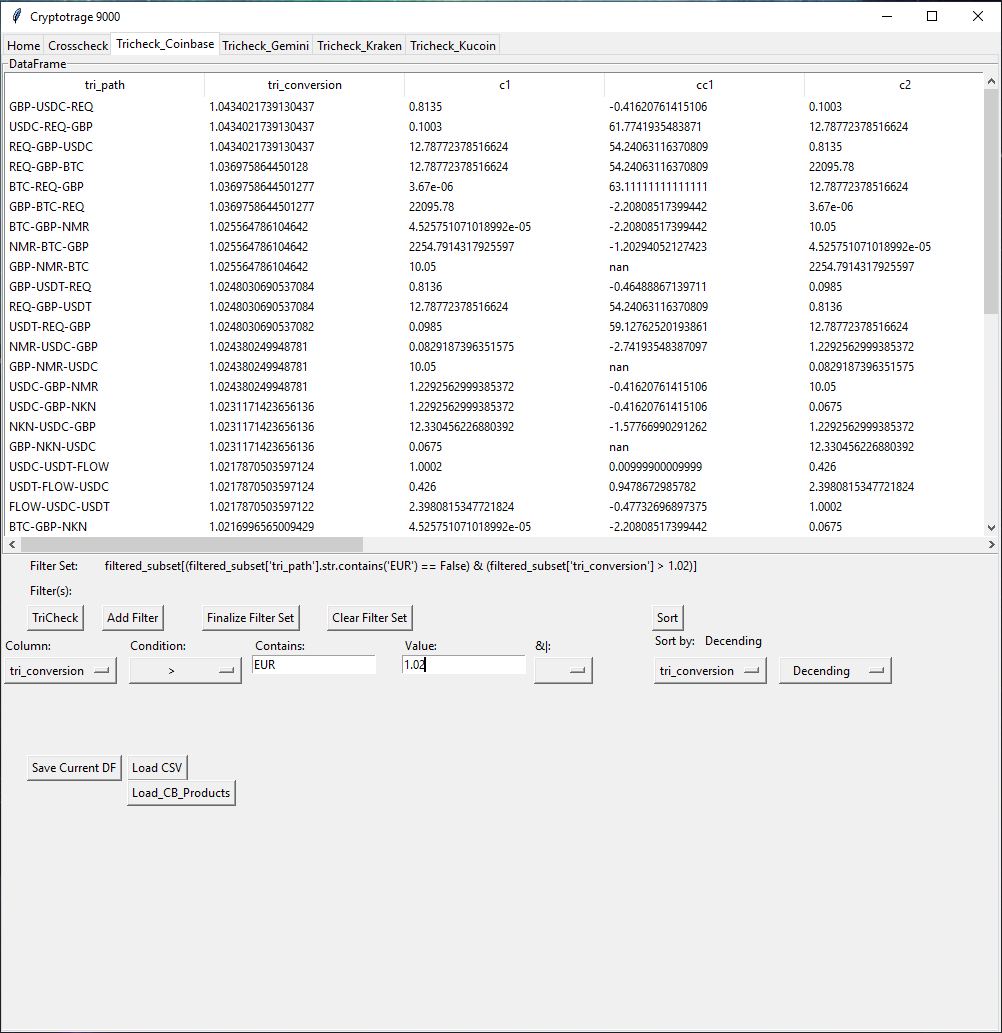 Cryptotrage 9000
Home Crosscheck Tricheck_Coinbase Tricheck_Gemini Tricheck_Kraken Tricheck_Kucoin
DataFrame
tri_path tri_conversion c1 cc1 c2
GBP-USDC-REQ 1.0434021739130437 0.8135 -0.41620761415106 0.1003
USDC-REQ-GBP 1.0434021739130437 0.1003 61.7741935483871 12.78772378516624
REQ-GBP-USDC 1.0434021739130437 12.78772378516624 54.24063116370809 0.8135
REQ-GBP-BTC 1.036975864450128 12.78772378516624 54.24063116370809 22095.78
BTC-REQ-GBP 1.0369758644501277 3.67e-06 63.11111111111111 12.78772378516624
GBP-BTC-REQ 1.0369758644501277 22095.78 -2.20808517399442 3.67e-06
BTC-GBP-NMR 1.025564786104642 4.525751071018992e-05 -2.20808517399442 10.05
NMR-BTC-GBP 1.025564786104642 2254.7914317925597 -1.20294052127423 4.525751071018992e-05
GBP-NMR-BTC 1.025564786104642 10.05 nan 2254.7914317925597
GBP-USDT-REQ 1.0248030690537084 0.8136 -0.46488867139711 0.0985
REQ-GBP-USDT 1.0248030690537084 12.78772378516624 54.24063116370809 0.8136
USDT-REQ-GBP 1.0248030690537082 0.0985 59.12762520193861 12.78772378516624
NMR-USDC-GBP 1.024380249948781 0.0829187396351575 -2.74193548387097 1.2292562999385372
GBP-NMR-USDC 1.024380249948781 10.05 nan 0.0829187396351575
USDC-GBP-NMR 1.024380249948781 1.2292562999385372 -0.41620761415106 10.05
USDC-GBP-NKN 1.0231171423656136 1.2292562999385372 -0.41620761415106 0.0675
NKN-USDC-GBP 1.0231171423656136 12.330456226880392 -1.57766990291262 1.2292562999385372
GBP-NKN-USDC 1.0231171423656136 0.0675 nan 12.330456226880392
USDC-USDT-FLOW 1.0217870503597124 1.0002 0.00999900009999 0.426
USDT-FLOW-USDC 1.0217870503597124 0.426 0.9478672985782 2.3980815347721824
FLOW-USDC-USDT 1.0217870503597122 2.3980815347721824 -0.47732696897375 1.0002
BTC-GBP-NKN 1.0216996565009429 4.525751071018992e-05 -2.20808517399442 0.0675
Filter Set: filtered_subset[(filtered_subset['tri_path'].str.contains('EUR') == False) & (filtered_subset['tri_conversion'] > 1.02)]
Filter(s):
TriCheck Add Filter Finalize Filter Set Clear Filter Set Sort
Column: Condition: Contains: Value: &|: Sort by: Decending
tri_conversion > EUR 1.02 tri_conversion Decending
Save Current DF Load CSV
Load_CB_Products